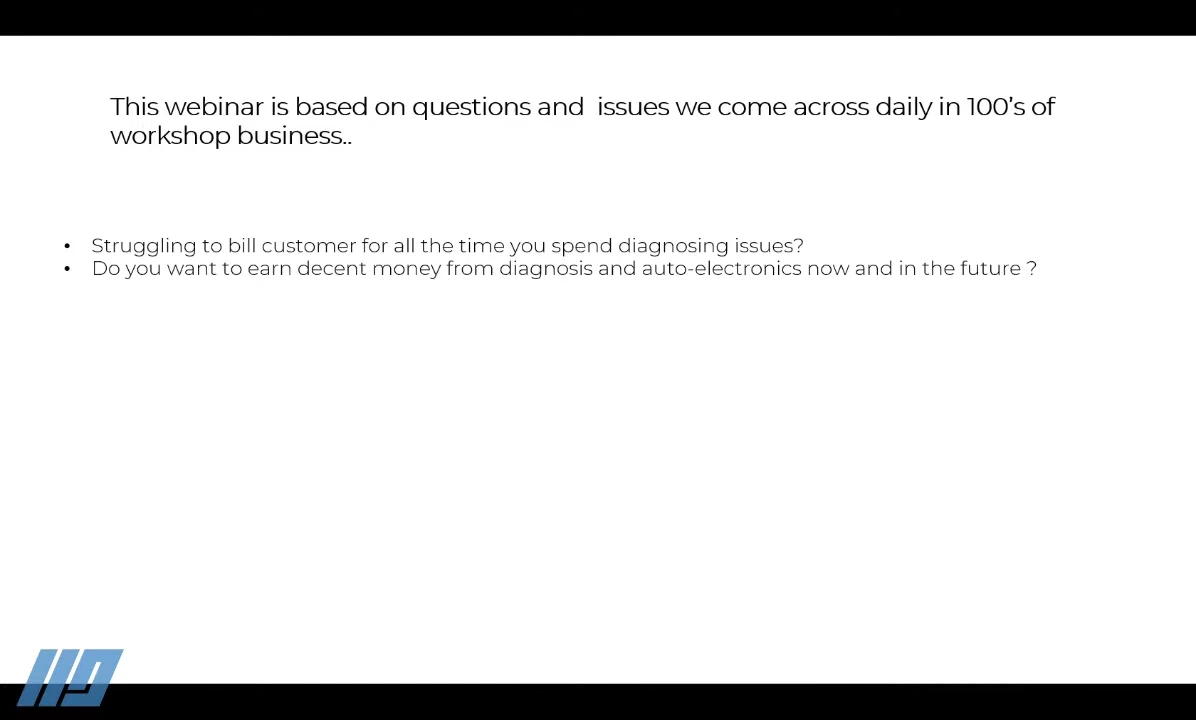 This webinar is based on questions and  issues we come across daily in 100’s of
workshop business..
• Struggling to bill customer for all the time you spend diagnosing issues?
• Do you want to earn decent money from diagnosis and auto-electronics now and in the future ?